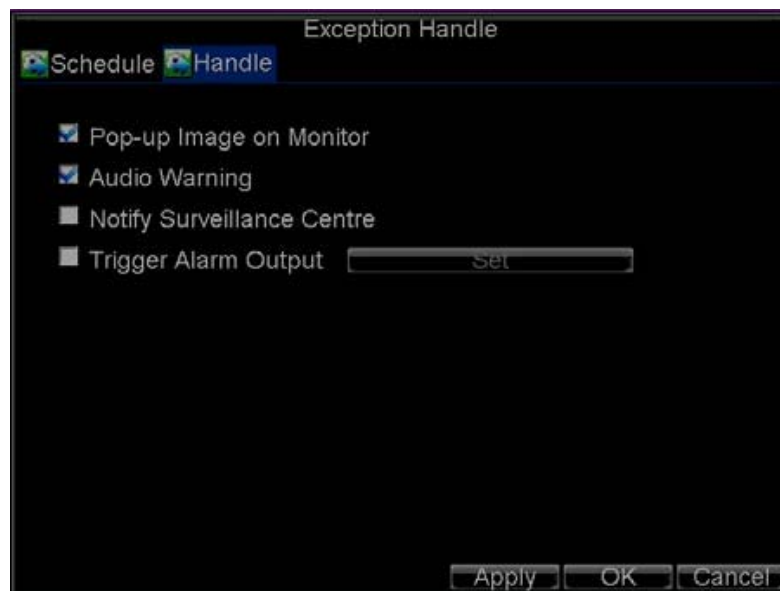 Exception Handle
Schedule Handle
Pop-up Image on Monitor
Audio Warning
Notify Surveillance Centre
Trigger Alarm Output Set
Apply OK Cancel